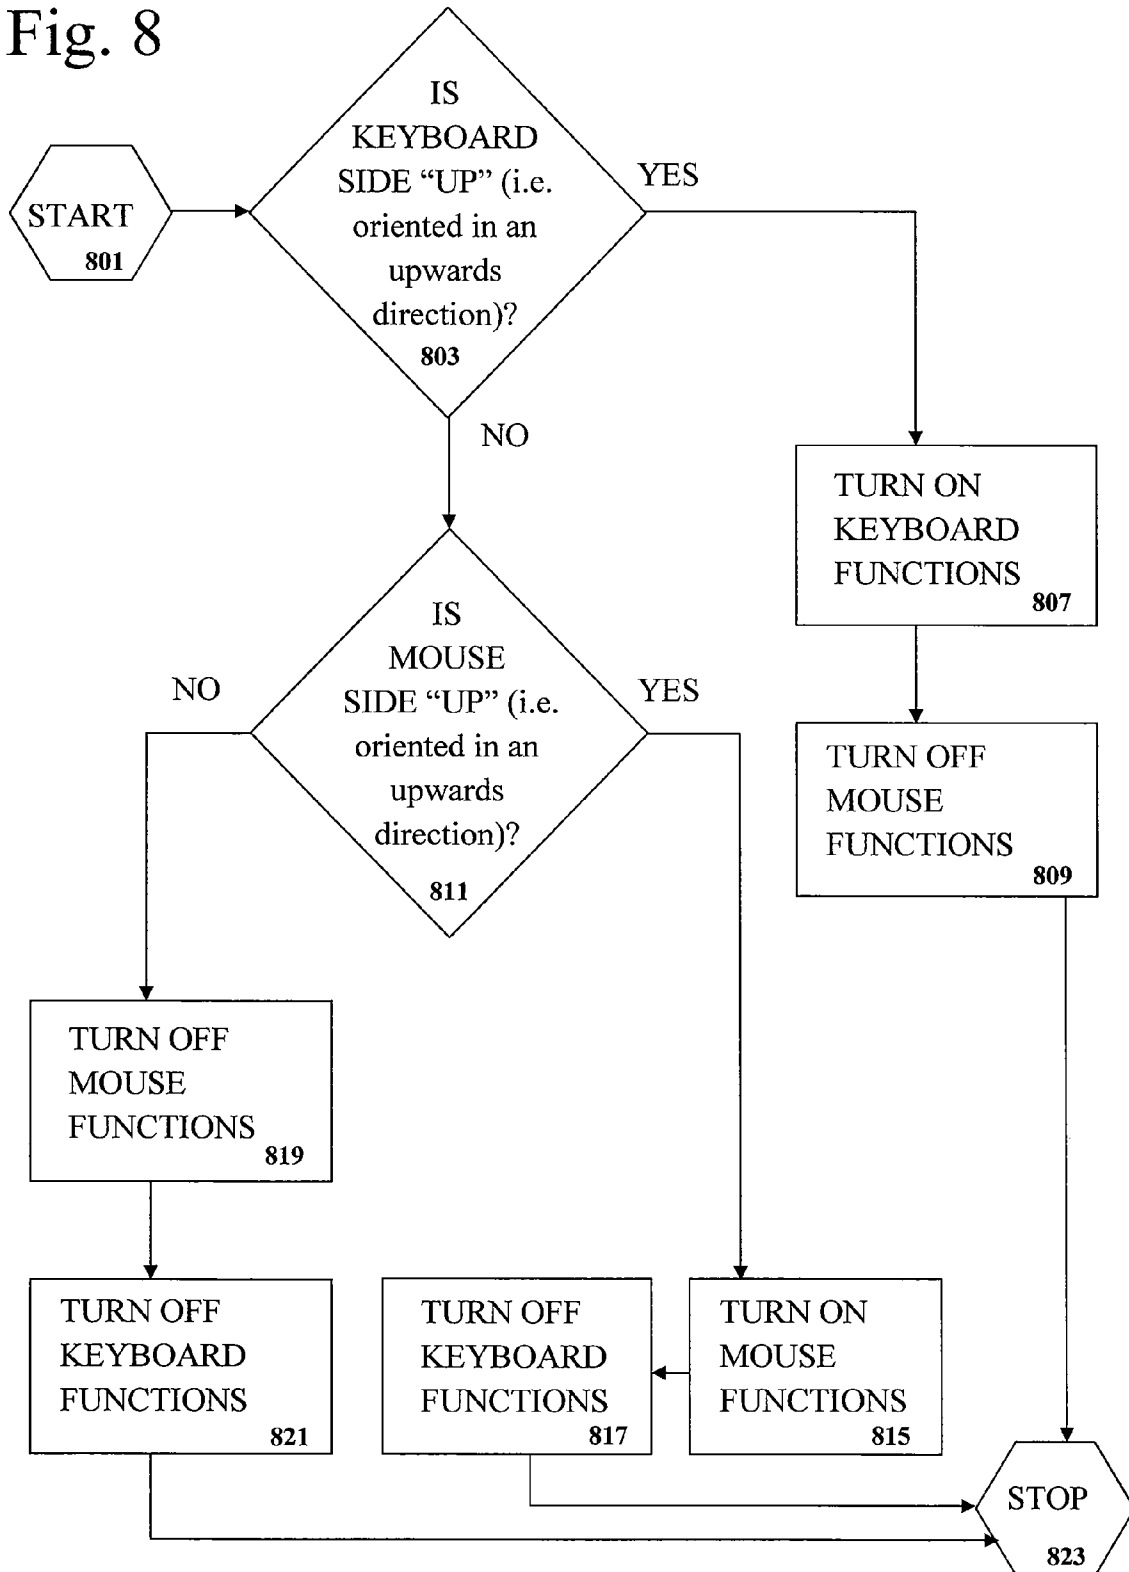 Fig. 8
IS
KEYBOARD
SIDE “UP” (i.e.
oriented in an
upwards
direction)?
803
START
801
YES
NO
TURN ON
KEYBOARD
FUNCTIONS
807
IS
MOUSE
SIDE “UP” (i.e.
oriented in an
upwards
direction)?
811
NO
YES
TURN OFF
MOUSE
FUNCTIONS
809
TURN OFF
MOUSE
FUNCTIONS
819
TURN OFF
KEYBOARD
FUNCTIONS
821
TURN OFF
KEYBOARD
FUNCTIONS
817
TURN ON
MOUSE
FUNCTIONS
815
STOP
823